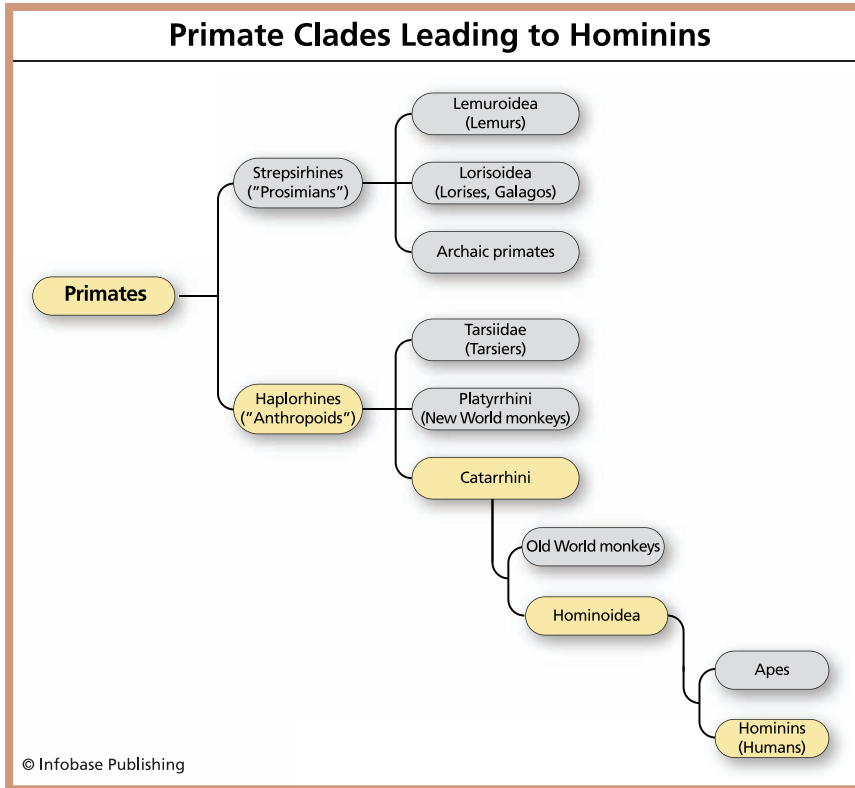 Primate Clades Leading to Hominins
Lemuroidea
(Lemurs)
Strepsirhines
(”Prosimians”)
Lorisoidea
(Lorises, Galagos)
Archaic primates
Primates
Tarsiidae
(Tarsiers)
Haplorhines
(”Anthropoids”)
Platyrrhini
(New World monkeys)
Catarrhini
Old World monkeys
Hominoidea
Apes
Hominins
(Humans)
© Infobase Publishing